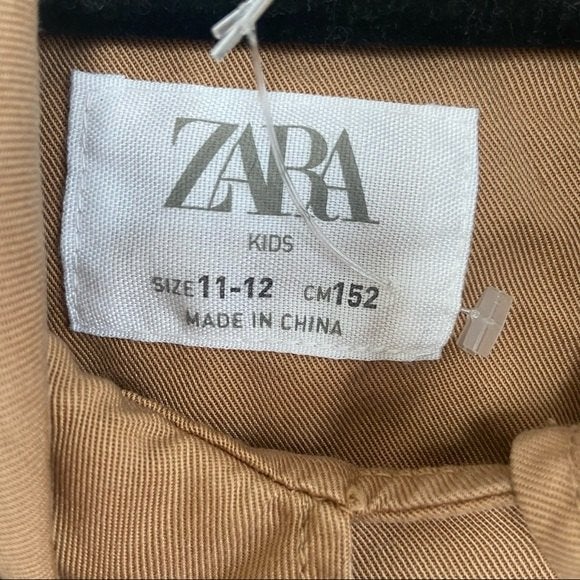 ZARA
KIDS
SIZE 11-12 CM 152
MADE IN CHINA